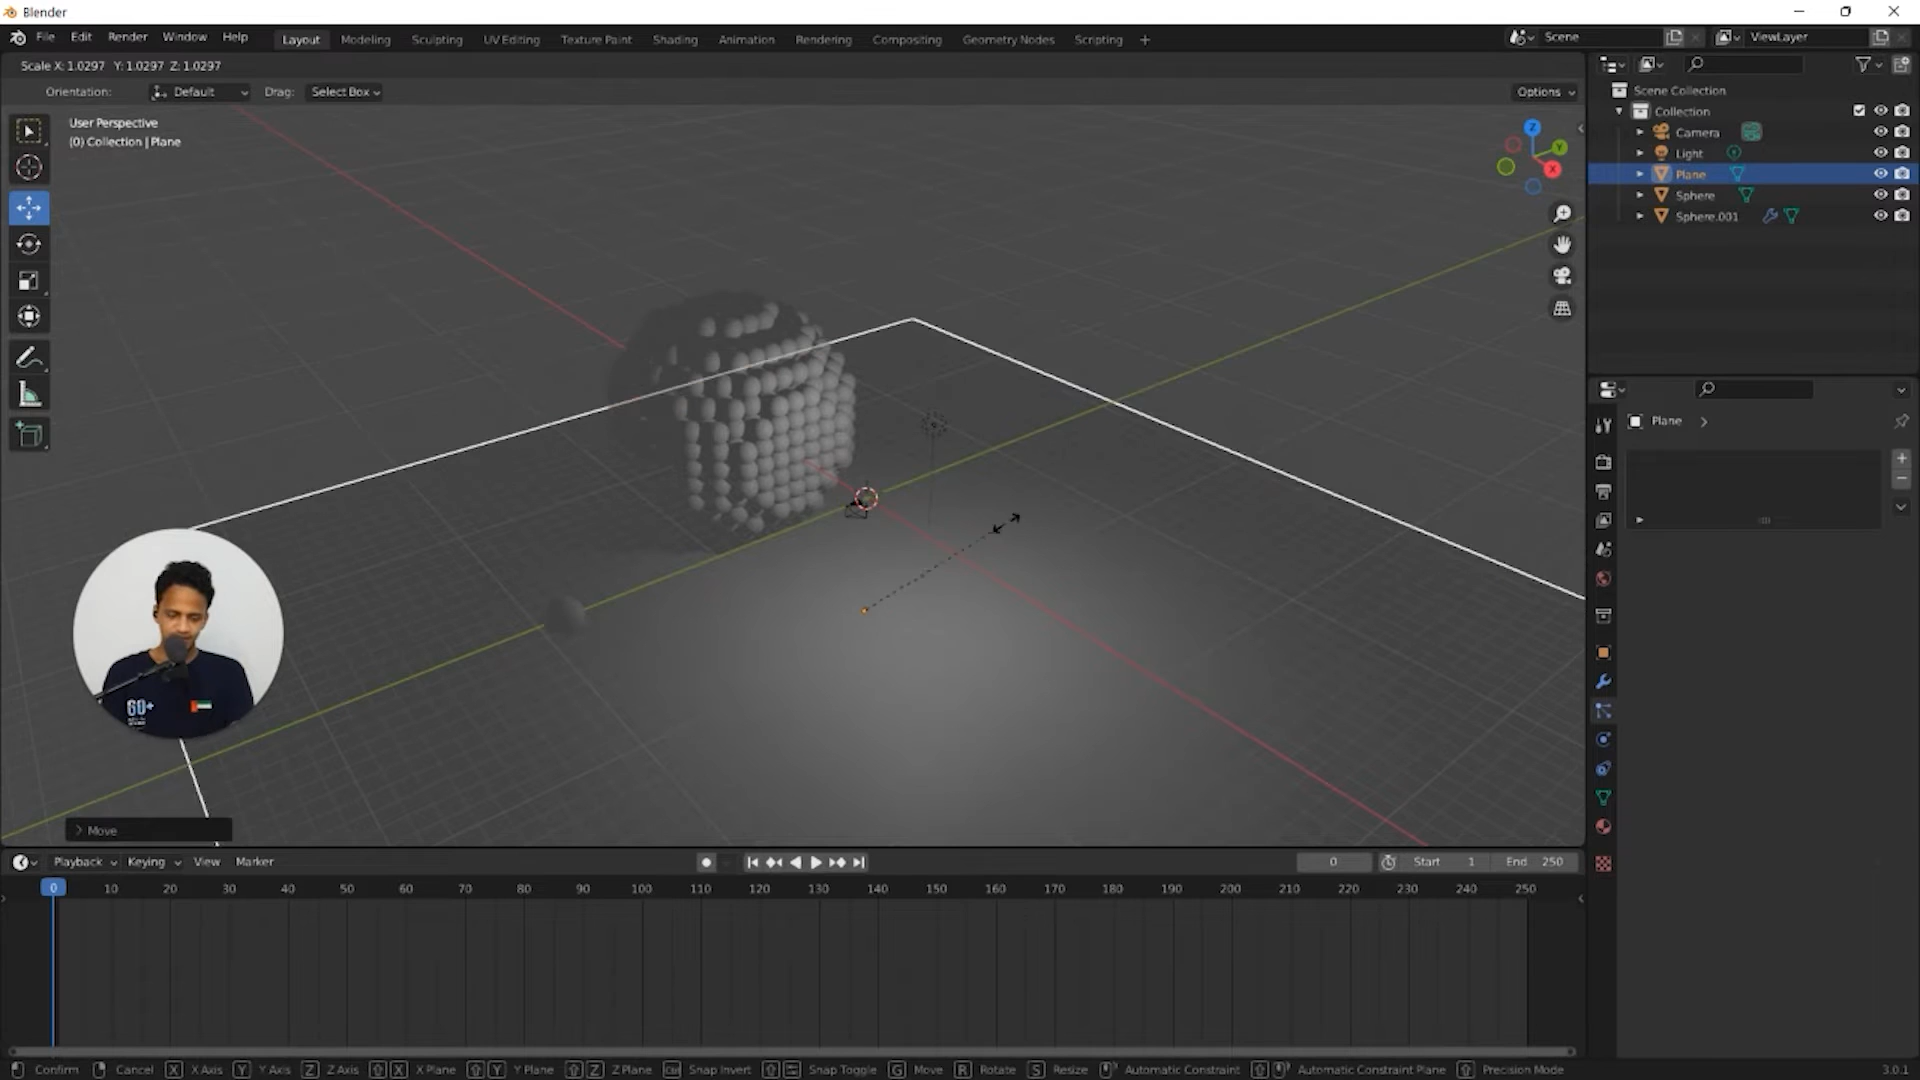 Blender
File Edit Render Window Help Layout Modeling Sculpting UV Editing Texture Paint Shading Animation Rendering Compositing Geometry Nodes Scripting + Scene ViewLayer
Scale X: 1.0297 Y: 1.0297 Z: 1.0297
Orientation: Default Drag: Select Box Options
User Perspective
(0) Collection | Plane
Z
Y
X
Scene Collection
Collection
Camera
Light
Plane
Sphere
Sphere.001
Plane
60+
Move
Playback Keying View Marker 0 Start 1 End 250
0 10 20 30 40 50 60 70 80 90 100 110 120 130 140 150 160 170 180 190 200 210 220 230 240 250
Confirm Cancel X X Axis Y Y Axis Z Z Axis X X Plane Y Y Plane Z Z Plane Ctrl Snap Invert Snap Toggle G Move R Rotate S Resize Automatic Constraint Automatic Constraint Plane Precision Mode 3.0.1